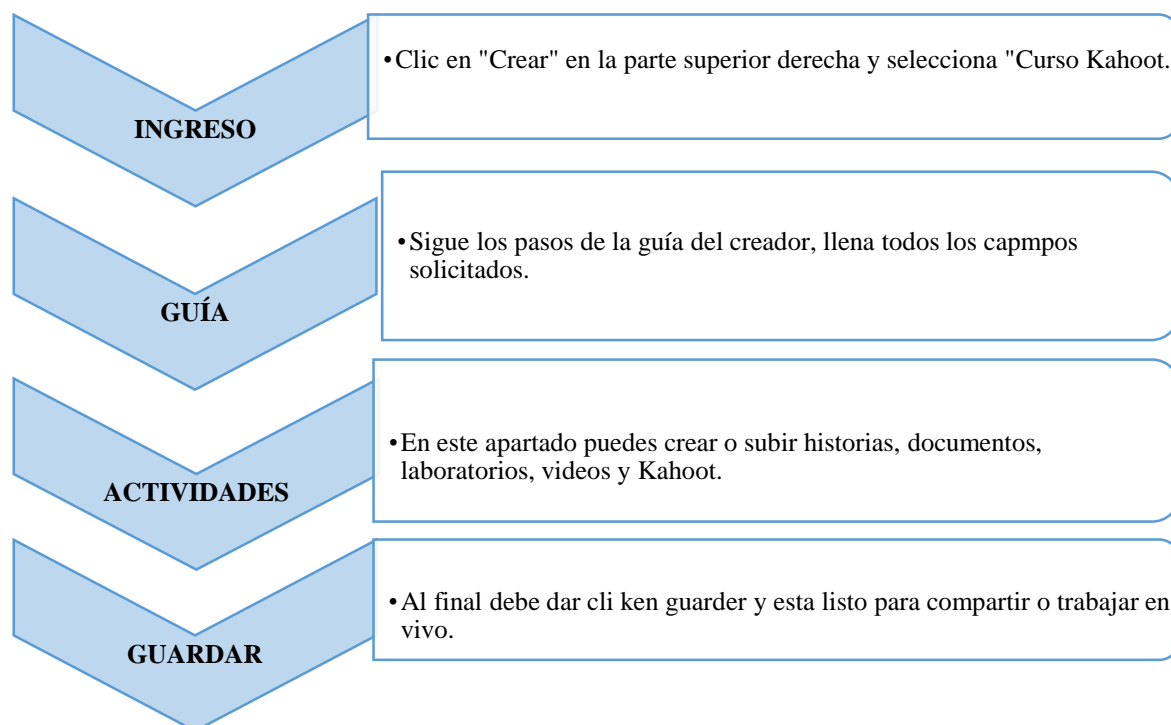 INGRESO
•Clic en "Crear" en la parte superior derecha y selecciona "Curso Kahoot.
GUÍA
•Sigue los pasos de la guía del creador, llena todos los capmpos
solicitados.
ACTIVIDADES
•En este apartado puedes crear o subir historias, documentos,
laboratorios, videos y Kahoot.
GUARDAR
•Al final debe dar cli ken guarder y esta listo para compartir o trabajar en
vivo.